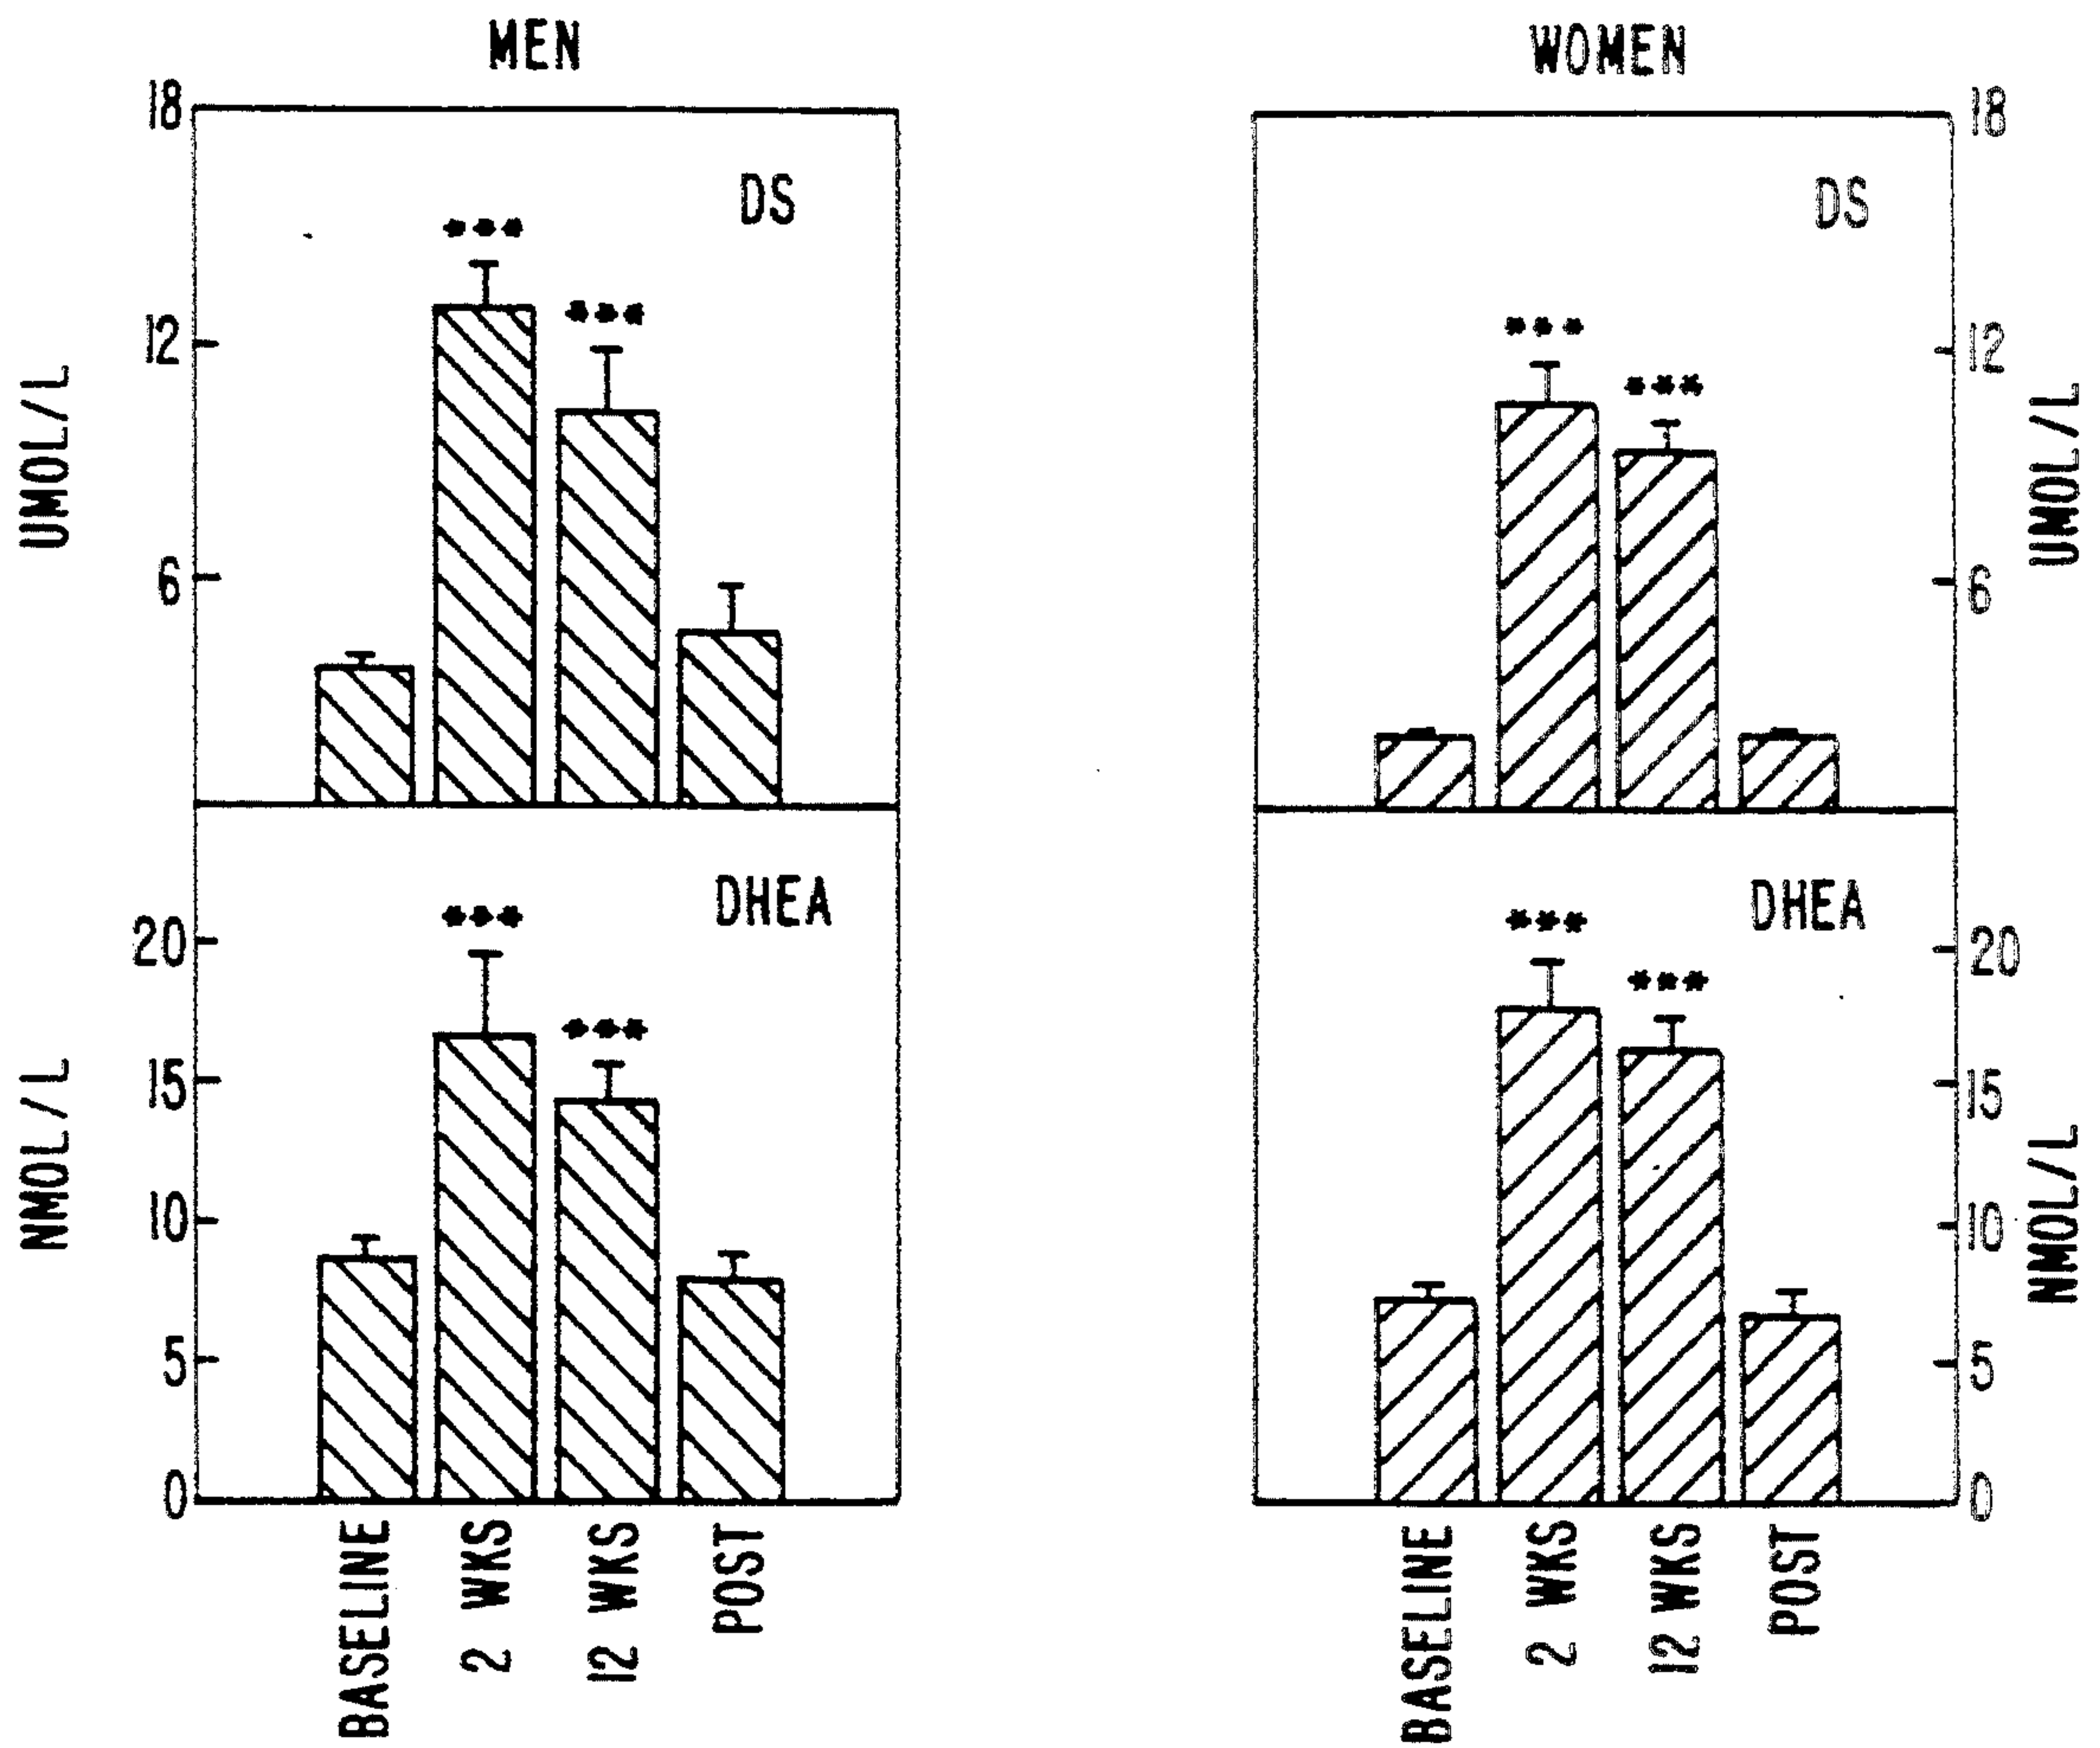 MEN
WOMEN
18
DS
***
***
12
6
UMOL/L
18
DS
***
***
12
6
UMOL/L
DHEA
***
***
20
15
10
5
0
NMOL/L
DHEA
***
***
20
15
10
5
0
NMOL/L
BASELINE
2 WKS
12 WKS
POST
BASELINE
2 WKS
12 WKS
POST